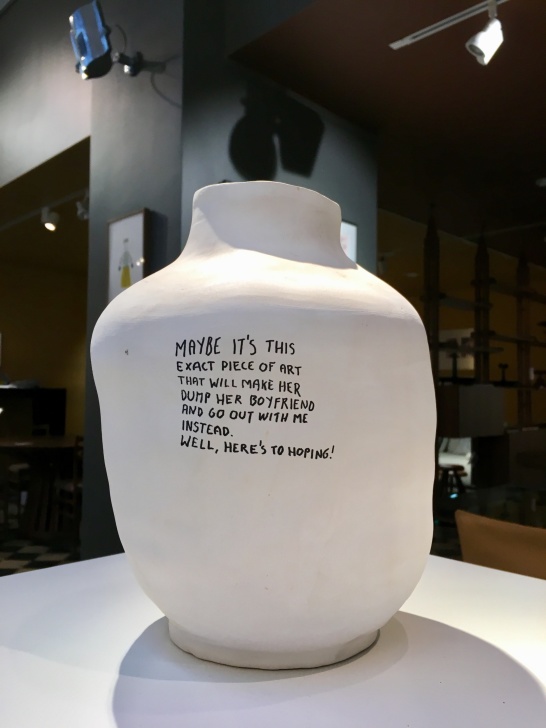 MAYBE IT'S THIS
EXACT PIECE OF ART
THAT WILL MAKE HER
DUMP HER BOYFRIEND
AND GO OUT WITH ME
INSTEAD.
WELL, HERE'S TO HOPING!